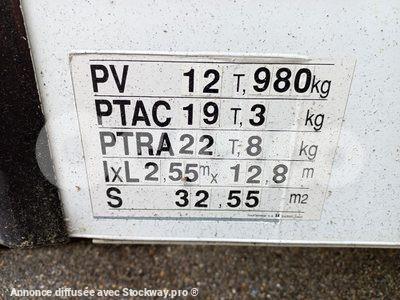 PV 12 T, 980 kg
PTAC 19 T, 3 kg
PTRA 22 T, 8 kg
IxL 2,55 m x 12,8 m
S 32,55 m2
Annonce diffusée avec Stockway.pro ®